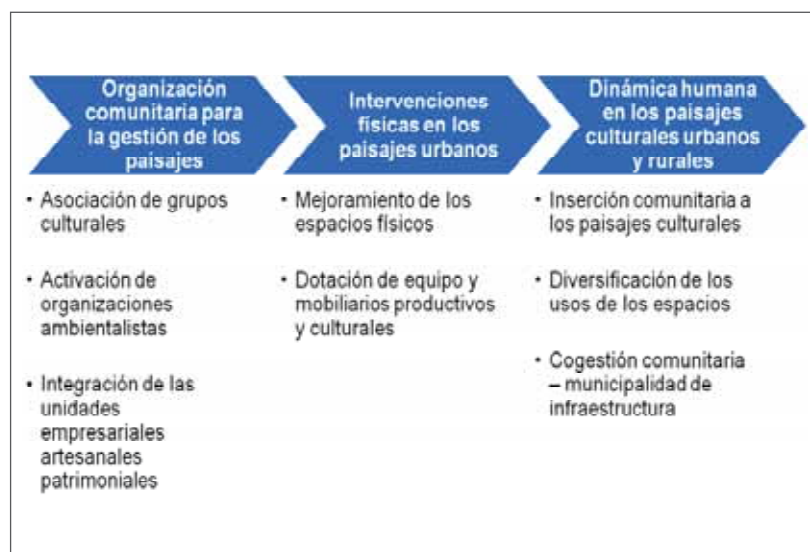 Organización
comunitaria para
la gestión de los
paisajes
• Asociación de grupos
culturales
• Activación de
organizaciones
ambientalistas
• Integración de las
unidades
empresariales
artesanales
patrimoniales
Intervenciones
físicas en los
paisajes urbanos
• Mejoramiento de los
espacios físicos
• Dotación de equipo y
mobiliarios productivos
y culturales
Dinámica humana
en los paisajes
culturales urbanos
y rurales
• Inserción comunitaria a
los paisajes culturales
• Diversificación de los
usos de los espacios
• Cogestión comunitaria
– municipalidad de
infraestructura